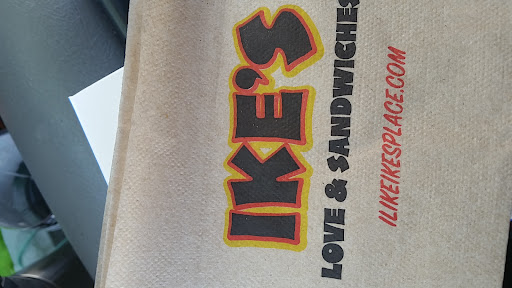 IKE'S
LOVE & SANDWICHES
ILIKEIKESPLACE.COM